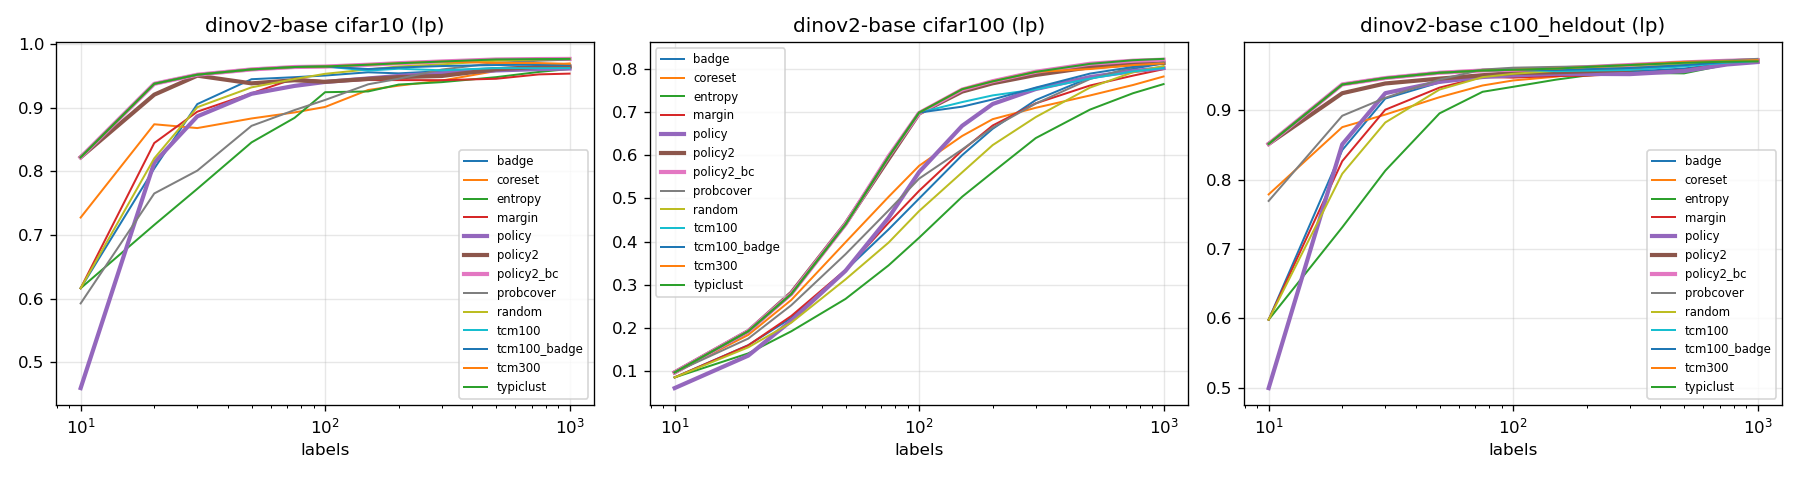 dinov2-base cifar10 (lp)
1.0
0.9
0.8
0.7
0.6
0.5
badge
coreset
entropy
margin
policy
policy2
policy2_bc
probcover
random
tcm100
tcm100_badge
tcm300
typiclust
10¹
10²
10³
labels
dinov2-base cifar100 (lp)
0.8
0.7
0.6
0.5
0.4
0.3
0.2
0.1
badge
coreset
entropy
margin
policy
policy2
policy2_bc
probcover
random
tcm100
tcm100_badge
tcm300
typiclust
10¹
10²
10³
labels
dinov2-base c100_heldout (lp)
0.9
0.8
0.7
0.6
0.5
badge
coreset
entropy
margin
policy
policy2
policy2_bc
probcover
random
tcm100
tcm100_badge
tcm300
typiclust
10¹
10²
10³
labels